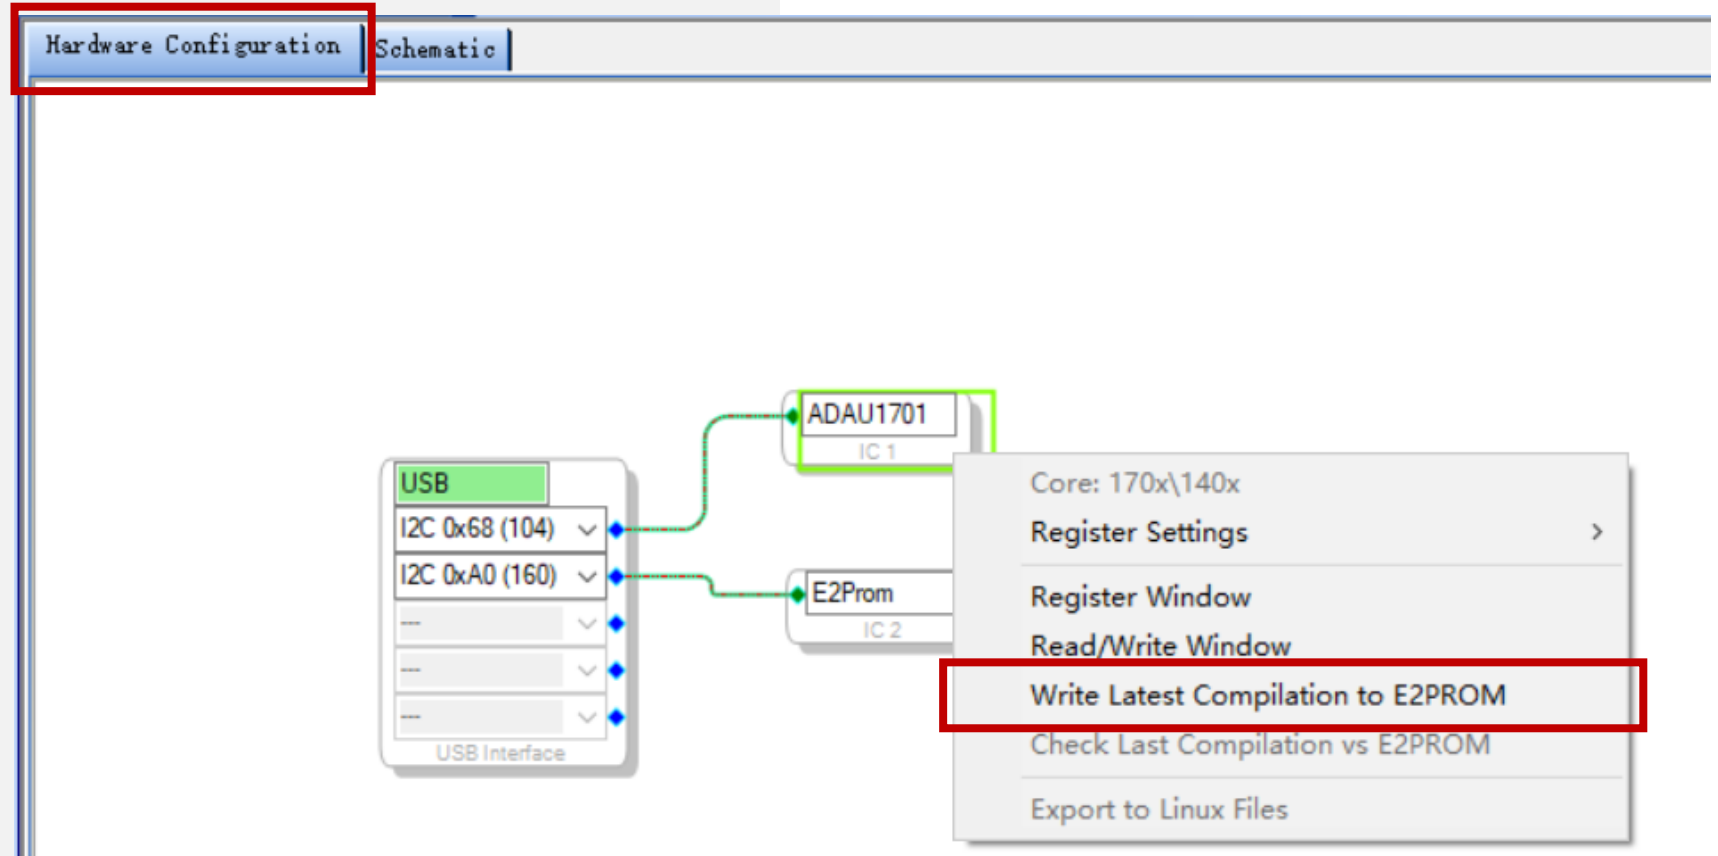 Hardware Configuration
Schematic
ADAU1701
IC 1
USB
I2C 0x68 (104)
I2C 0xA0 (160)
---
---
---
USB Interface
E2Prom
IC 2
Core: 170x\140x
Register Settings
Register Window
Read/Write Window
Write Latest Compilation to E2PROM
Check Last Compilation vs E2PROM
Export to Linux Files